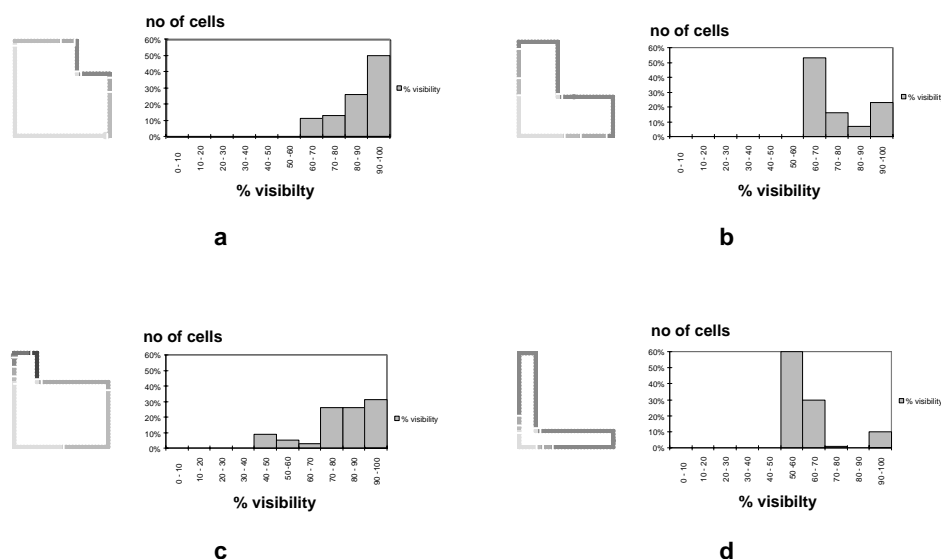 no of cells
60%
50%
40%
30%
20%
10%
0%
% visibility
0 - 10
10 - 20
20 - 30
30 - 40
40 - 50
50 -60
60 - 70
70 - 80
80 - 90
90 -100
% visibilty
a
no of cells
60%
50%
40%
30%
20%
10%
0%
% visibility
0 - 10
10 - 20
20 - 30
30 - 40
40 - 50
50 -60
60 - 70
70 - 80
80 - 90
90 -100
% visibilty
b
no of cells
60%
50%
40%
30%
20%
10%
0%
% visibility
0 - 10
10 - 20
20 - 30
30 - 40
40 - 50
50 -60
60 - 70
70 - 80
80 - 90
90 -100
% visibilty
c
no of cells
60%
50%
40%
30%
20%
10%
0%
% visibility
0 - 10
10 - 20
20 - 30
30 - 40
40 - 50
50 -60
60 - 70
70 - 80
80 - 90
90 -100
% visibilty
d